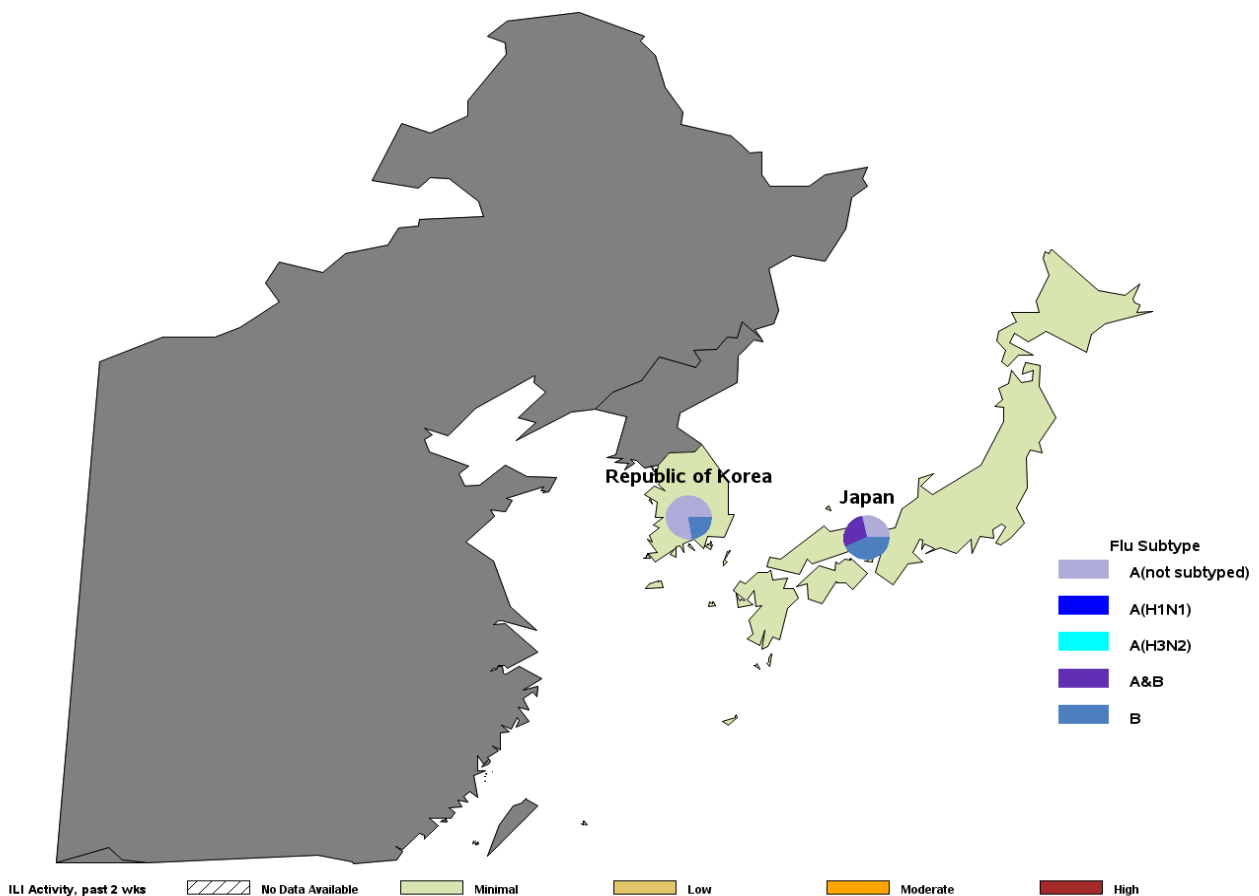 Republic of Korea
Japan
Flu Subtype
A(not subtyped)
A(H1N1)
A(H3N2)
A&B
B
ILI Activity, past 2 wks No Data Available Minimal Low Moderate High